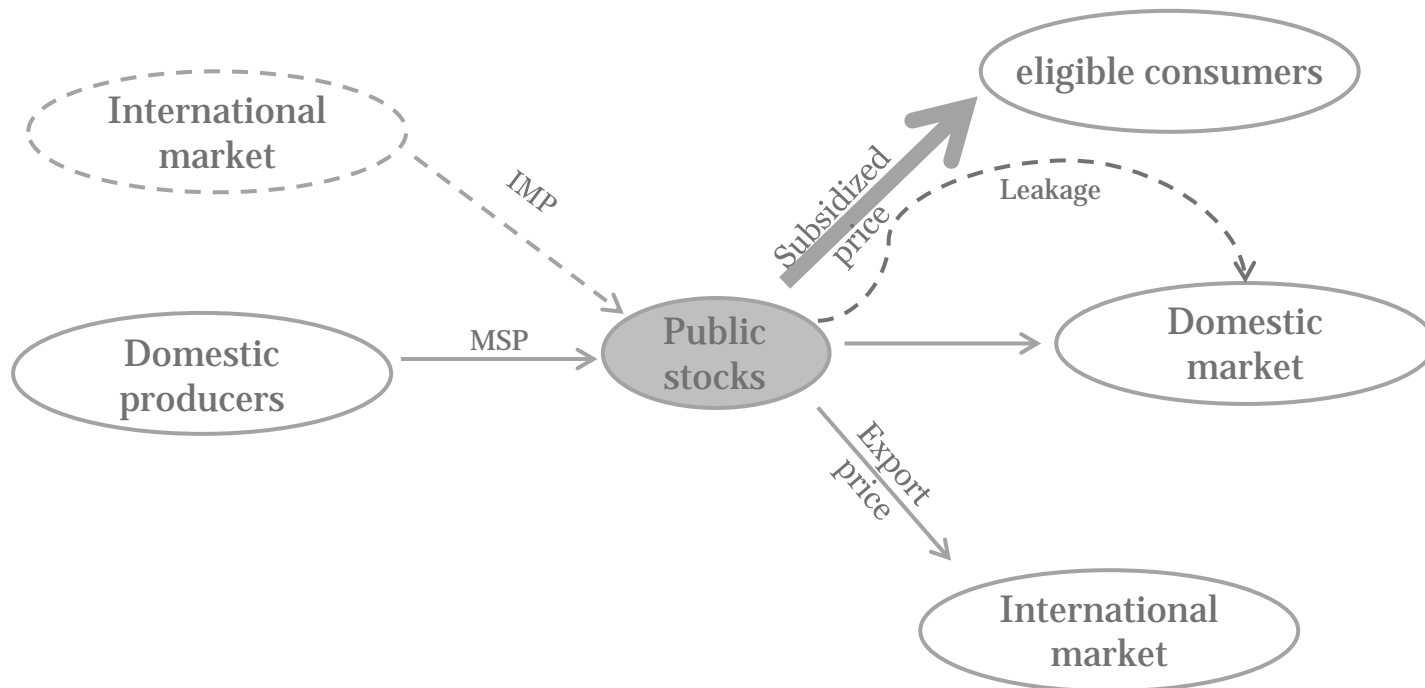 eligible consumers
International
market
IMP
Subsidized
price
Leakage
Domestic
producers
MSP
Public
stocks
Domestic
market
Export
price
International
market